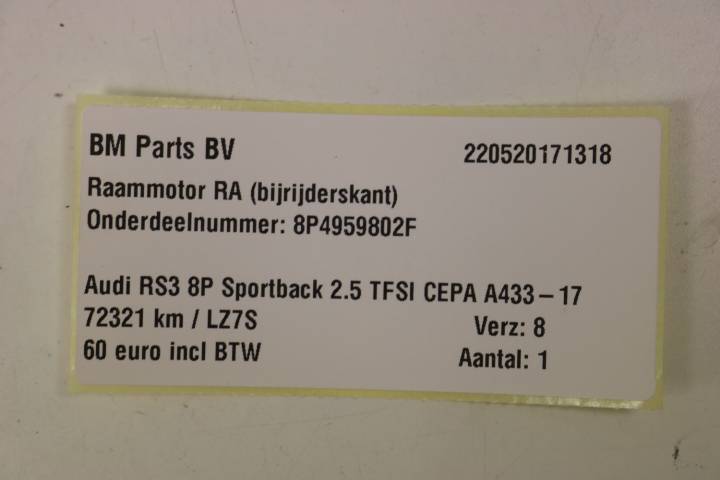 BM Parts BV 220520171318
Raammotor RA (bijrijderskant)
Onderdeelnummer: 8P4959802F
Audi RS3 8P Sportback 2.5 TFSI CEPA A433-17
72321 km / LZ7S Verz: 8
60 euro incl BTW Aantal: 1